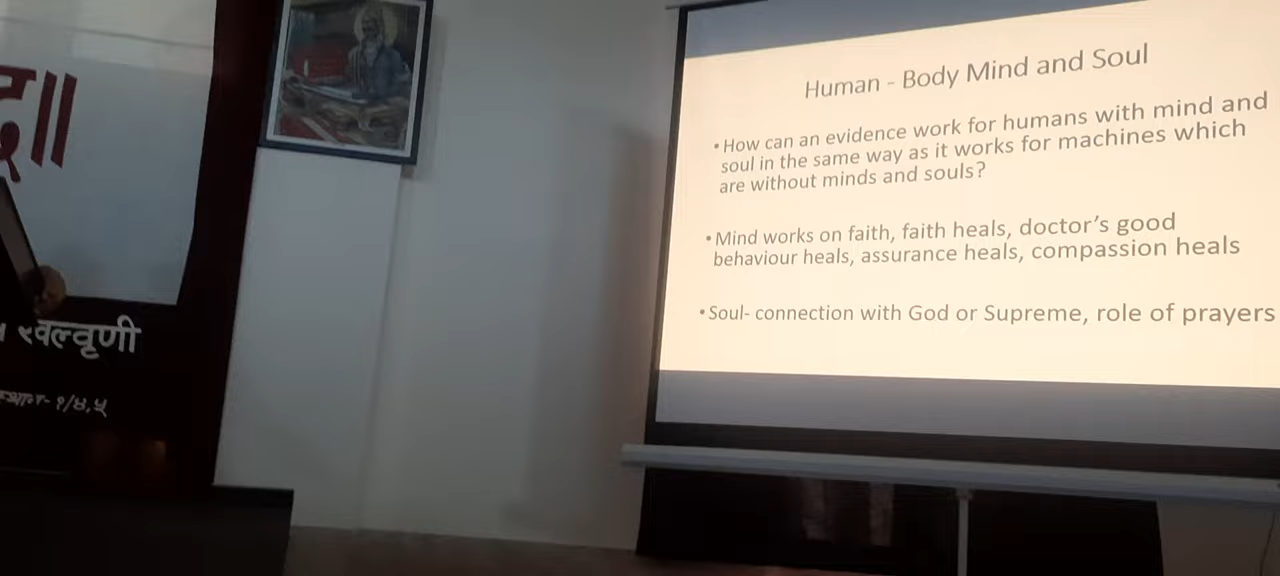 खल्वृणी
Human - Body Mind and Soul
•How can an evidence work for humans with mind and
soul in the same way as it works for machines which
are without minds and souls?
•Mind works on faith, faith heals, doctor's good
behaviour heals, assurance heals, compassion heals
•Soul- connection with God or Supreme, role of prayers